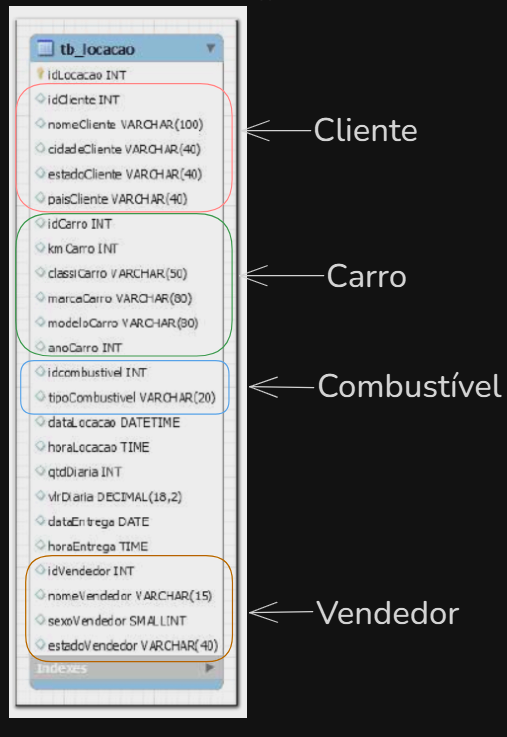 tb_locacao
idLocacao INT
idCliente INT
nomeCliente VARCHAR(100)
cidadeCliente VARCHAR(40)
estadoCliente VARCHAR(40)
paisCliente VARCHAR(40)
Cliente
idCarro INT
kmCarro INT
classiCarro VARCHAR(50)
marcaCarro VARCHAR(80)
modeloCarro VARCHAR(80)
anoCarro INT
Carro
idcombustivel INT
tipoCombustivel VARCHAR(20)
Combustível
dataLocacao DATETIME
horaLocacao TIME
qtdDiaria INT
vlrDiaria DECIMAL(18,2)
dataEntrega DATE
horaEntrega TIME
idVendedor INT
nomeVendedor VARCHAR(15)
sexoVendedor SMALLINT
estadoVendedor VARCHAR(40)
Vendedor
Indexes